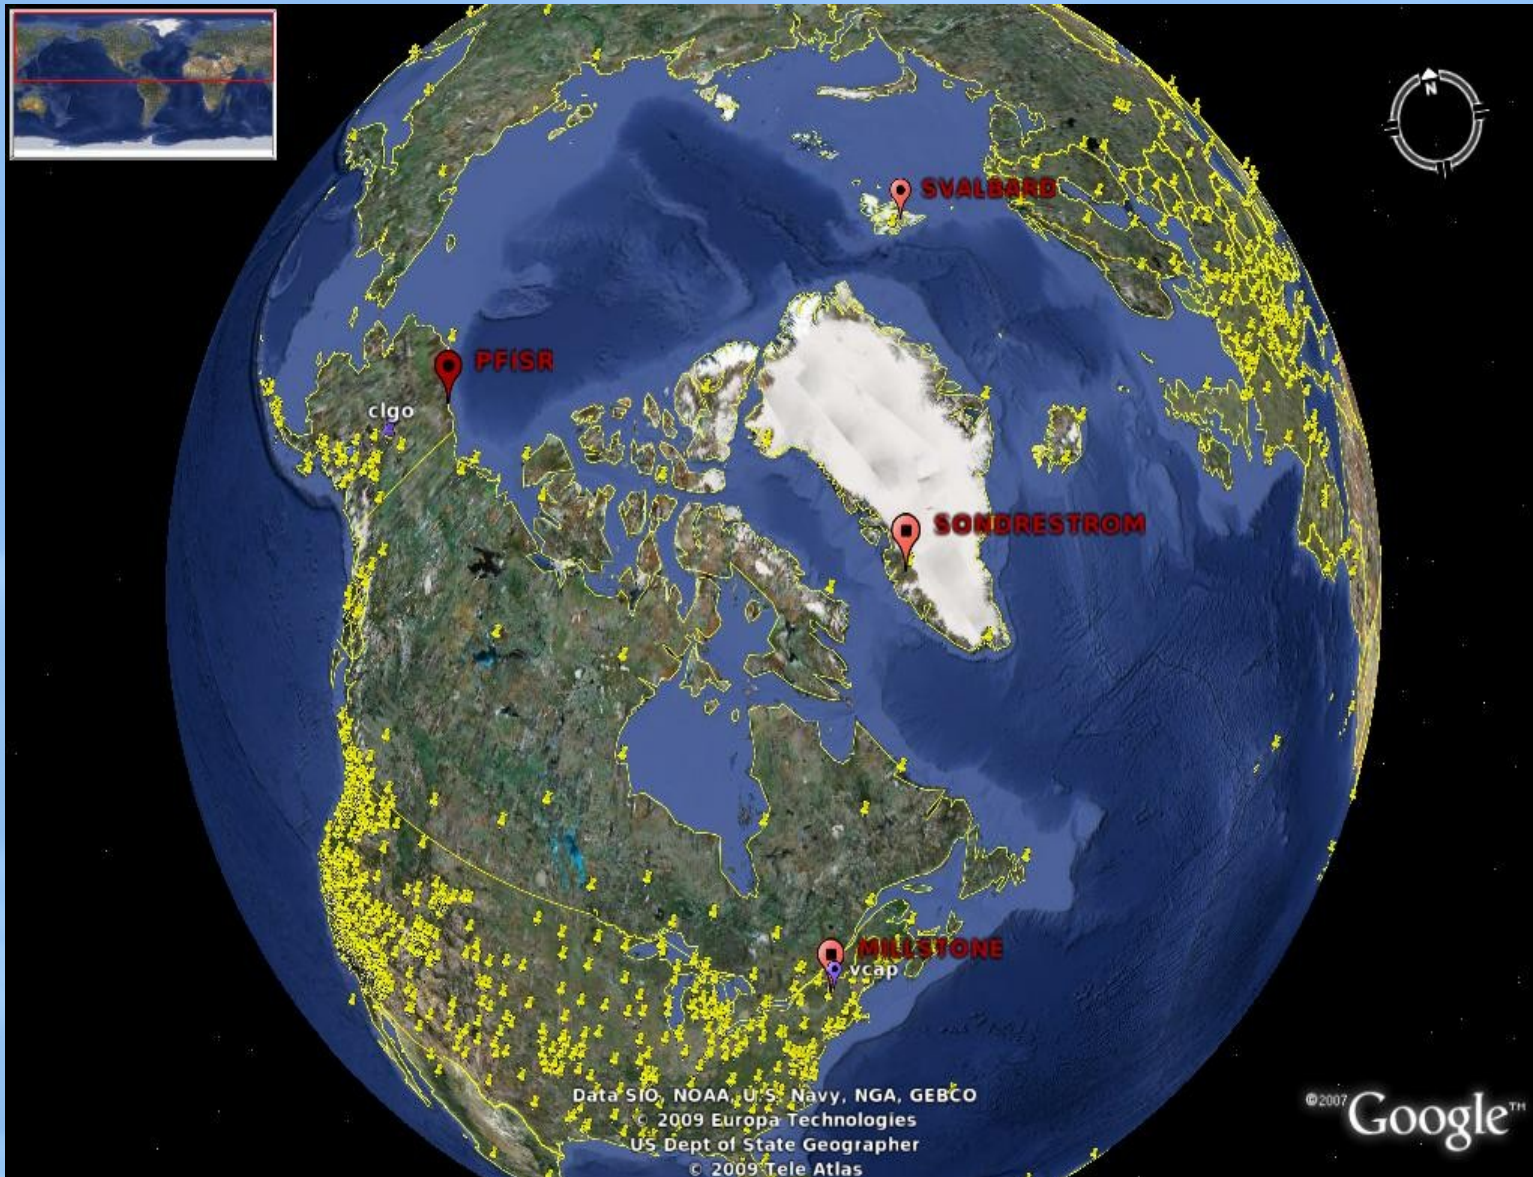 N
SVALBARD
PFISR
clgo
SONDRESTROM
MILLSTONE
vcap
Data SIO, NOAA, U.S. Navy, NGA, GEBCO
© 2009 Europa Technologies
US Dept of State Geographer
© 2009 Tele Atlas
©2007 Google™